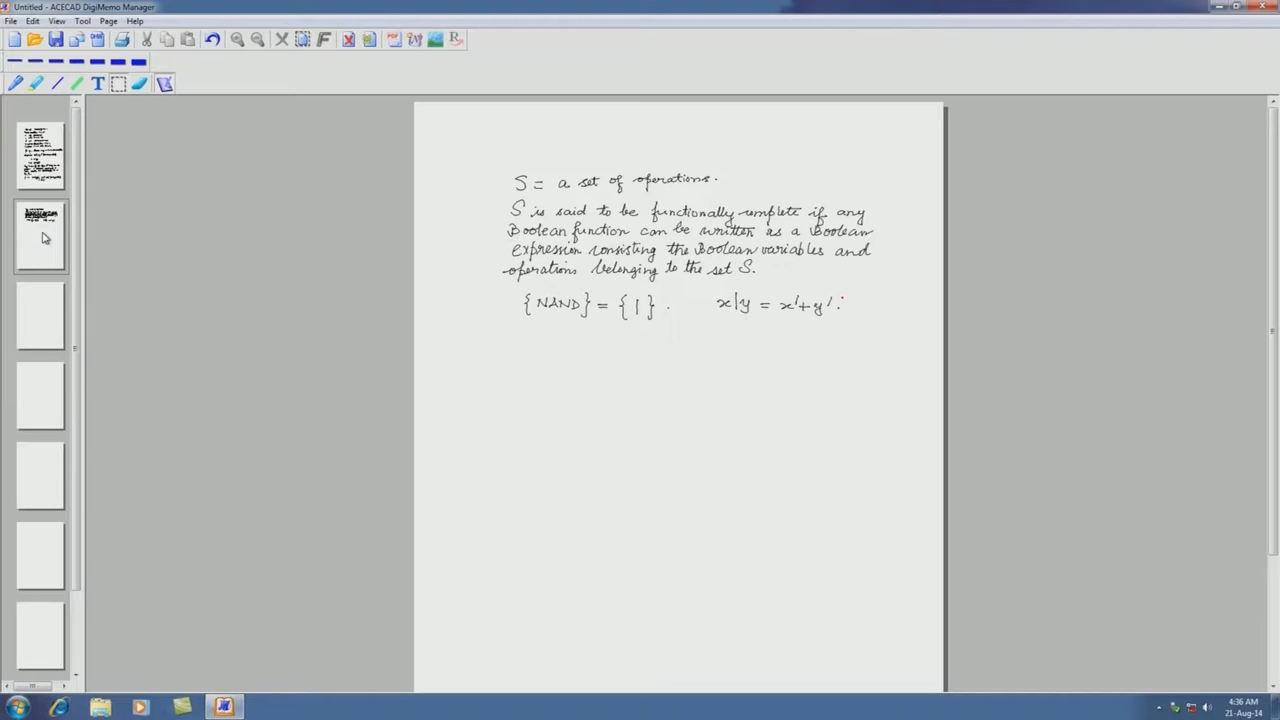 Untitled - ACECAD DigiMemo Manager
File Edit View Tool Page Help
S = a set of operations.
S is said to be functionally complete if any
Boolean function can be written as a Boolean
expression consisting the Boolean variables and
operations belonging to the set S.
{NAND} = {|} . x|y = x'+y' :
4:36 AM
21-Aug-14